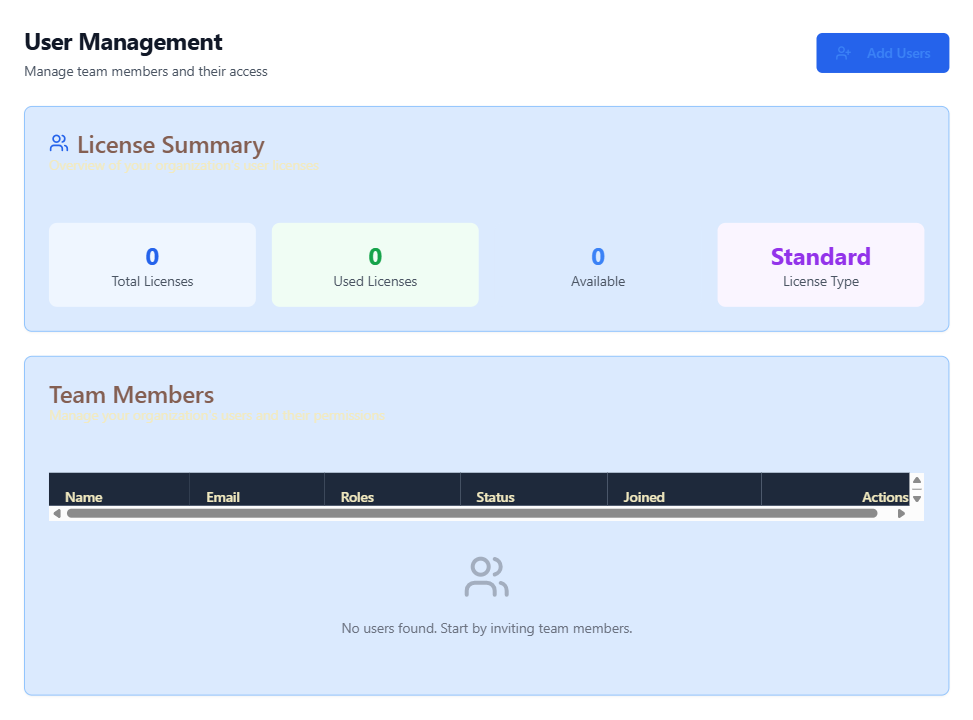 User Management
Manage team members and their access
Add Users
License Summary
Overview of your organization's user licenses
0
Total Licenses
0
Used Licenses
0
Available
Standard
License Type
Team Members
Manage your organization's users and their permissions
Name Email Roles Status Joined Actions
No users found. Start by inviting team members.